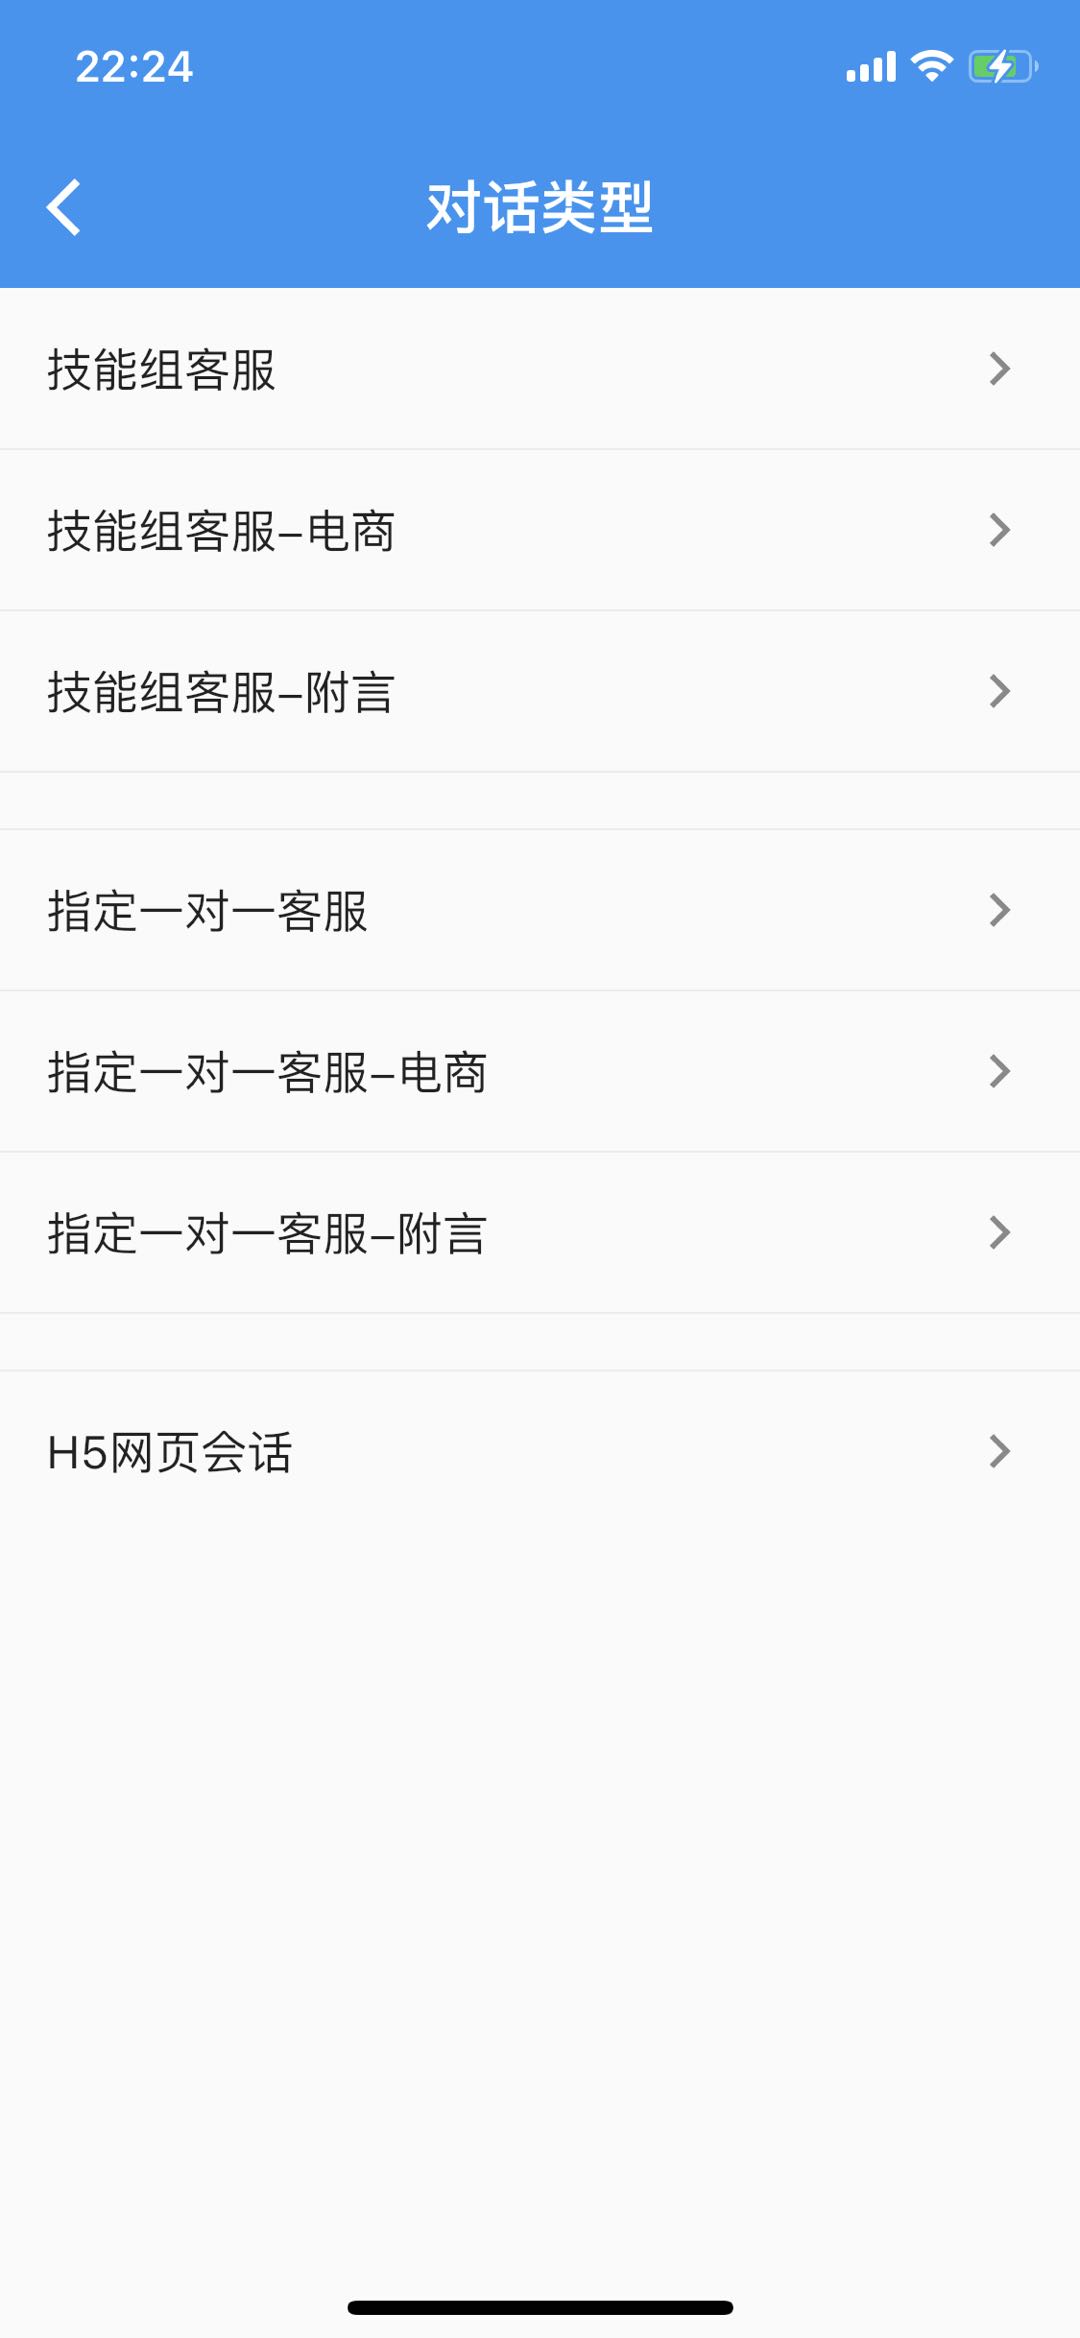 22:24
对话类型
技能组客服
技能组客服-电商
技能组客服-附言
指定一对一客服
指定一对一客服-电商
指定一对一客服-附言
H5网页会话